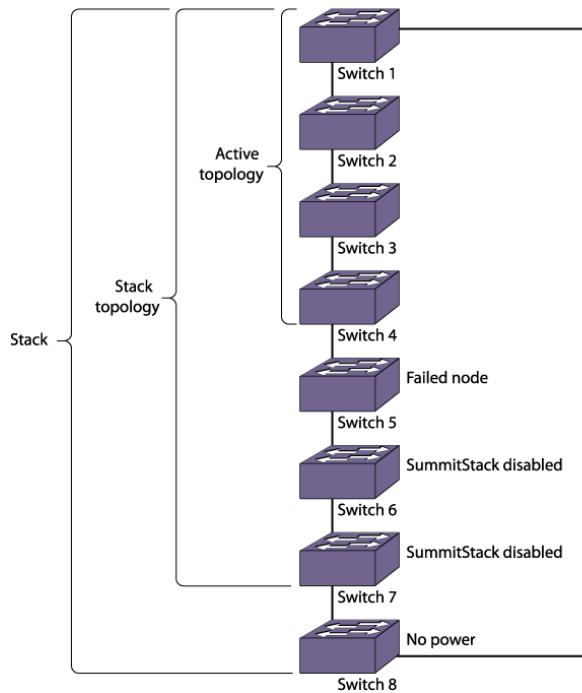 Switch 1
Switch 2
Active
topology
Switch 3
Stack
topology
Switch 4
Stack
Failed node
Switch 5
SummitStack disabled
Switch 6
SummitStack disabled
Switch 7
No power
Switch 8